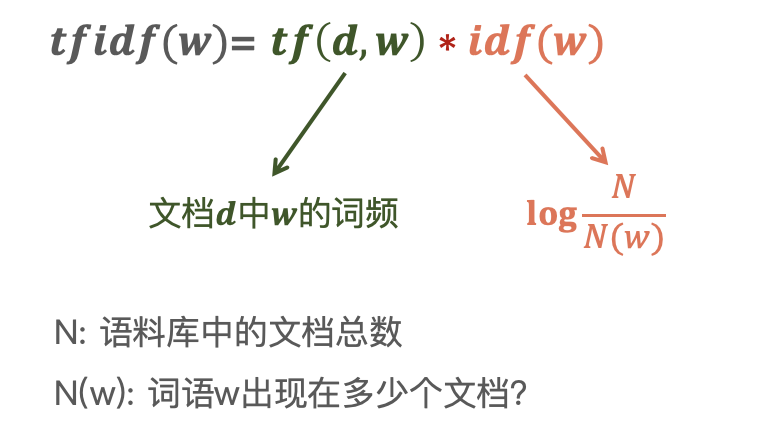 tfidf(w)= tf(d,w) * idf(w)
文档d中w的词频
log N/N(w)
N: 语料库中的文档总数
N(w): 词语w出现在多少个文档?